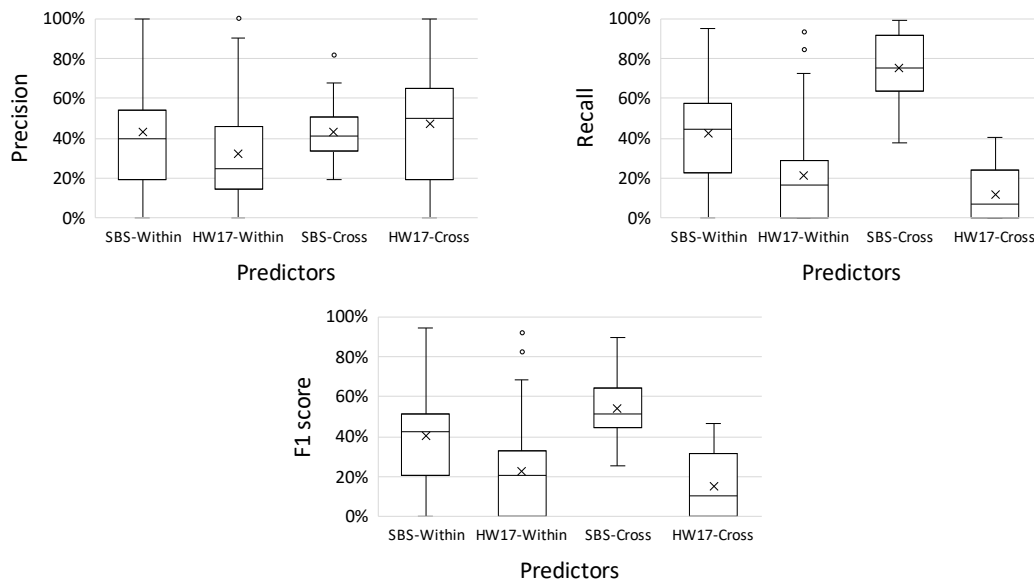 100%
80%
60%
40%
20%
0%
Precision
SBS-Within HW17-Within SBS-Cross HW17-Cross
Predictors
100%
80%
60%
40%
20%
0%
Recall
SBS-Within HW17-Within SBS-Cross HW17-Cross
Predictors
100%
80%
60%
40%
20%
0%
F1 score
SBS-Within HW17-Within SBS-Cross HW17-Cross
Predictors